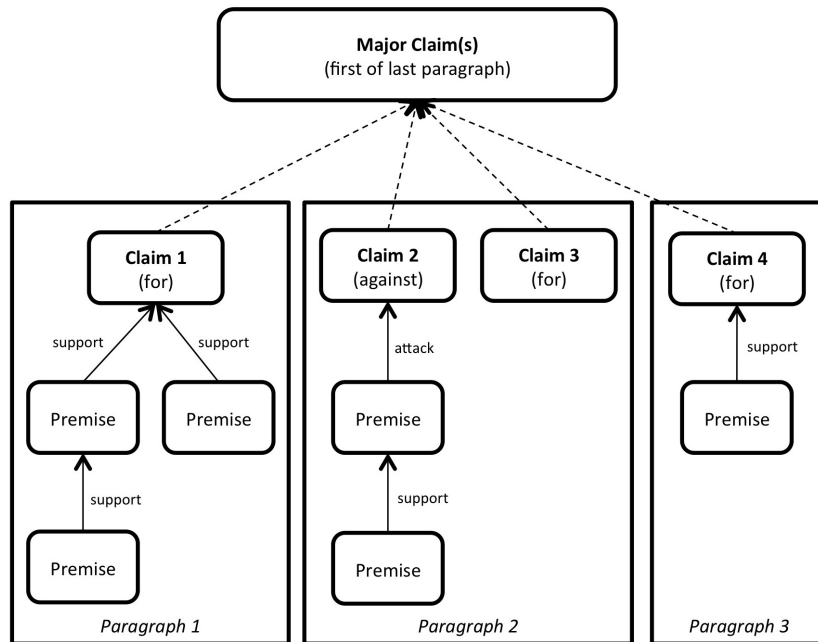 Major Claim(s)
(first of last paragraph)
Claim 1
(for)
support
support
Premise
Premise
support
Premise
Paragraph 1
Claim 2
(against)
Claim 3
(for)
attack
Premise
support
Premise
Paragraph 2
Claim 4
(for)
support
Premise
Paragraph 3